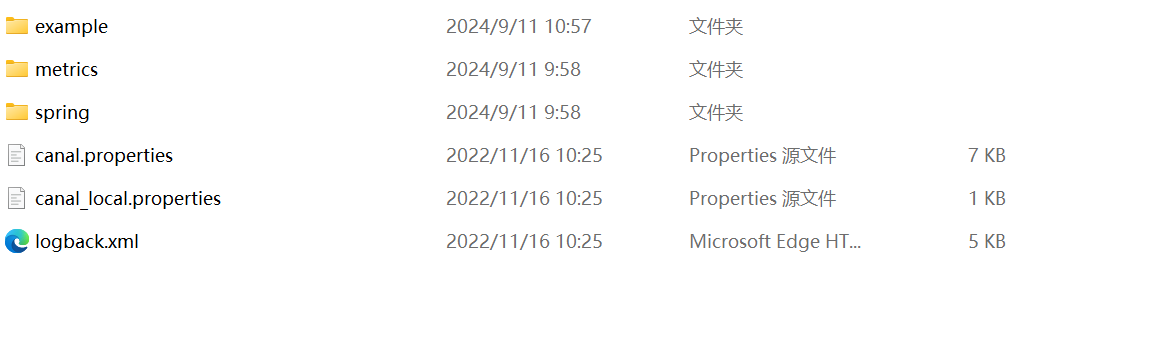 example 2024/9/11 10:57 文件夹
metrics 2024/9/11 9:58 文件夹
spring 2024/9/11 9:58 文件夹
canal.properties 2022/11/16 10:25 Properties 源文件 7 KB
canal_local.properties 2022/11/16 10:25 Properties 源文件 1 KB
logback.xml 2022/11/16 10:25 Microsoft Edge HT... 5 KB